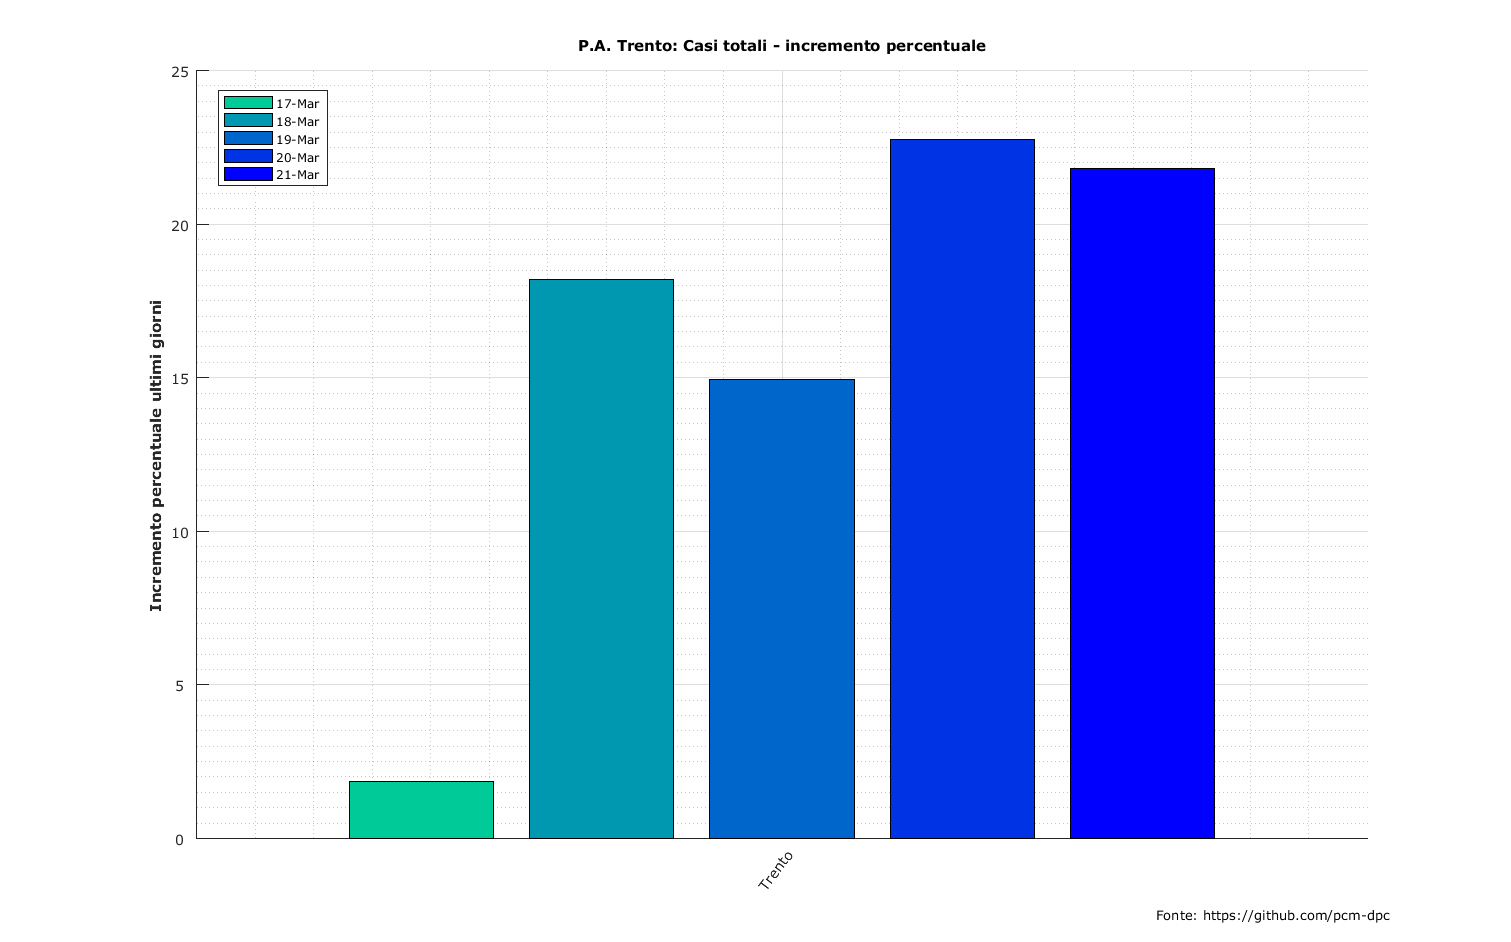 P.A. Trento: Casi totali - incremento percentuale
25
20
15
10
5
0
Incremento percentuale ultimi giorni
17-Mar
18-Mar
19-Mar
20-Mar
21-Mar
Trento
Fonte: https://github.com/pcm-dpc